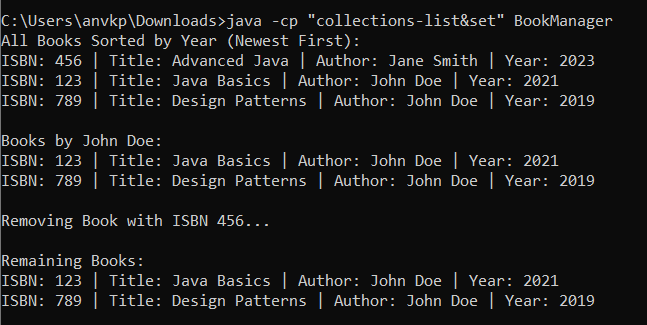 C:\Users\anvkp\Downloads>java -cp "collections-list&set" BookManager
All Books Sorted by Year (Newest First):
ISBN: 456 | Title: Advanced Java | Author: Jane Smith | Year: 2023
ISBN: 123 | Title: Java Basics | Author: John Doe | Year: 2021
ISBN: 789 | Title: Design Patterns | Author: John Doe | Year: 2019
Books by John Doe:
ISBN: 123 | Title: Java Basics | Author: John Doe | Year: 2021
ISBN: 789 | Title: Design Patterns | Author: John Doe | Year: 2019
Removing Book with ISBN 456...
Remaining Books:
ISBN: 123 | Title: Java Basics | Author: John Doe | Year: 2021
ISBN: 789 | Title: Design Patterns | Author: John Doe | Year: 2019